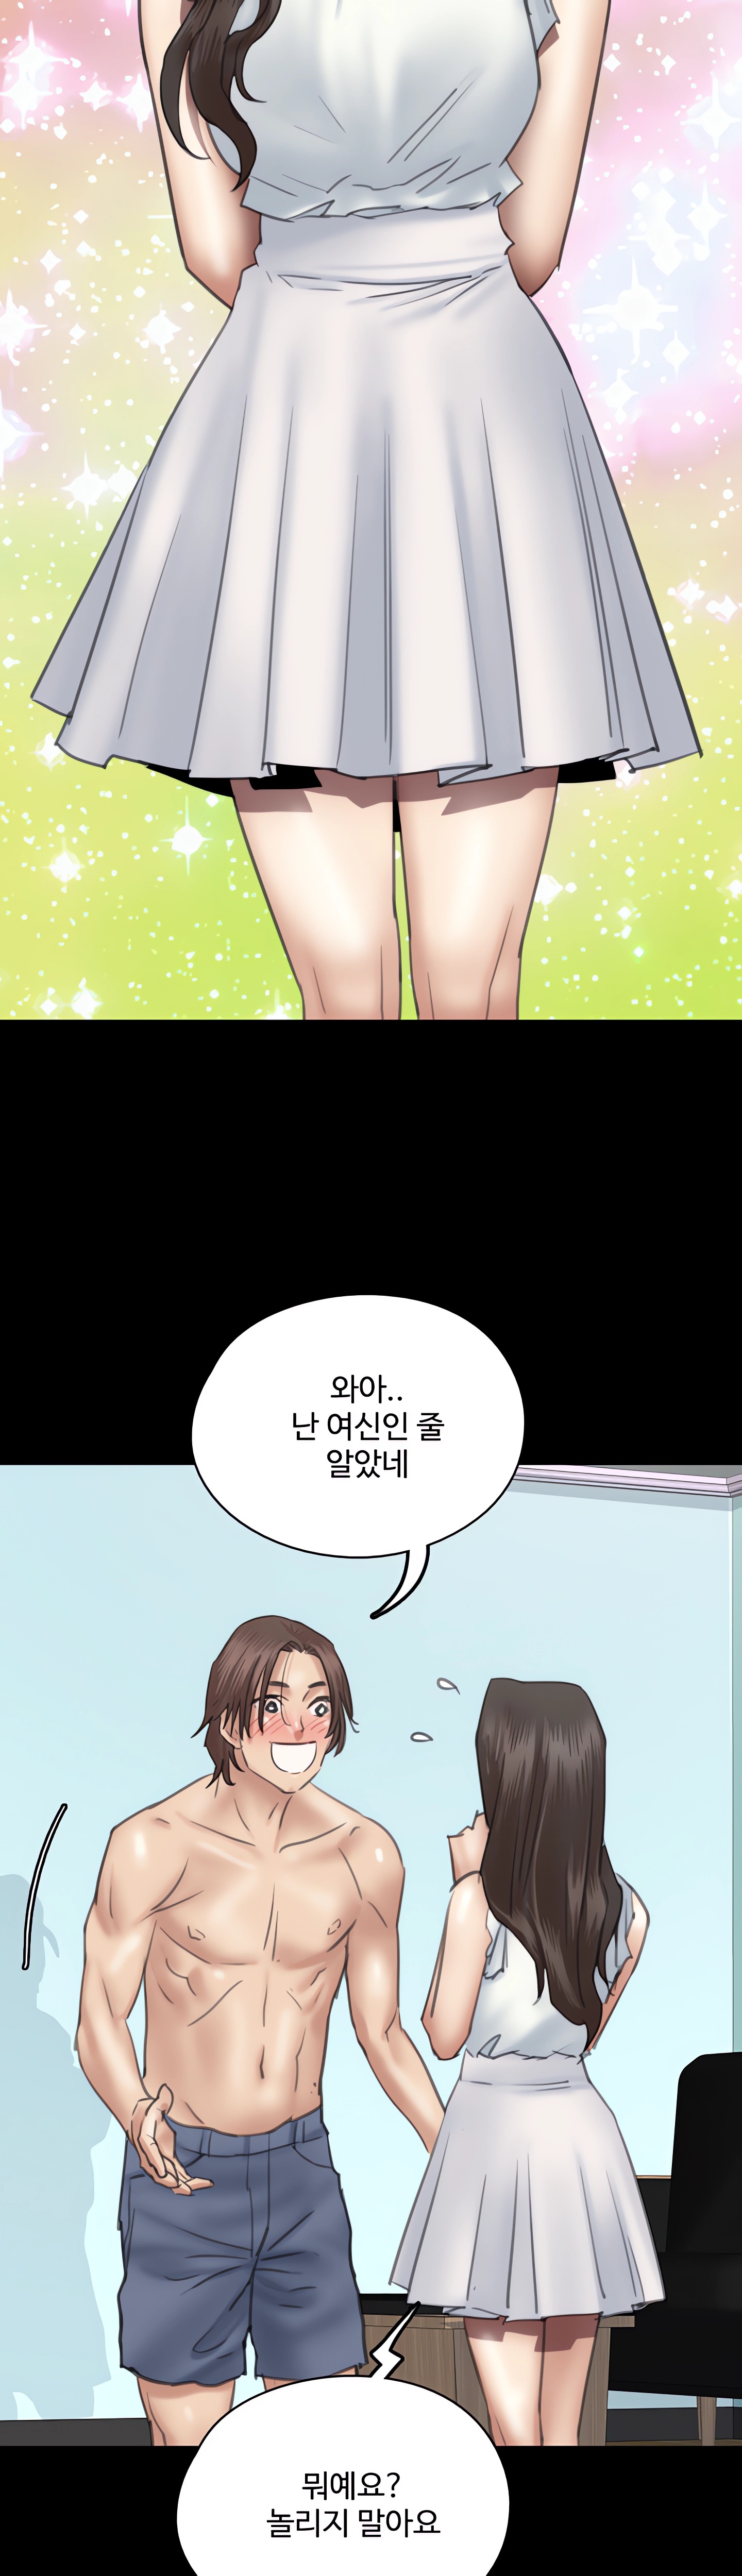 와아..
난 여신인 줄
알았네
뭐예요?
놀리지 말아요